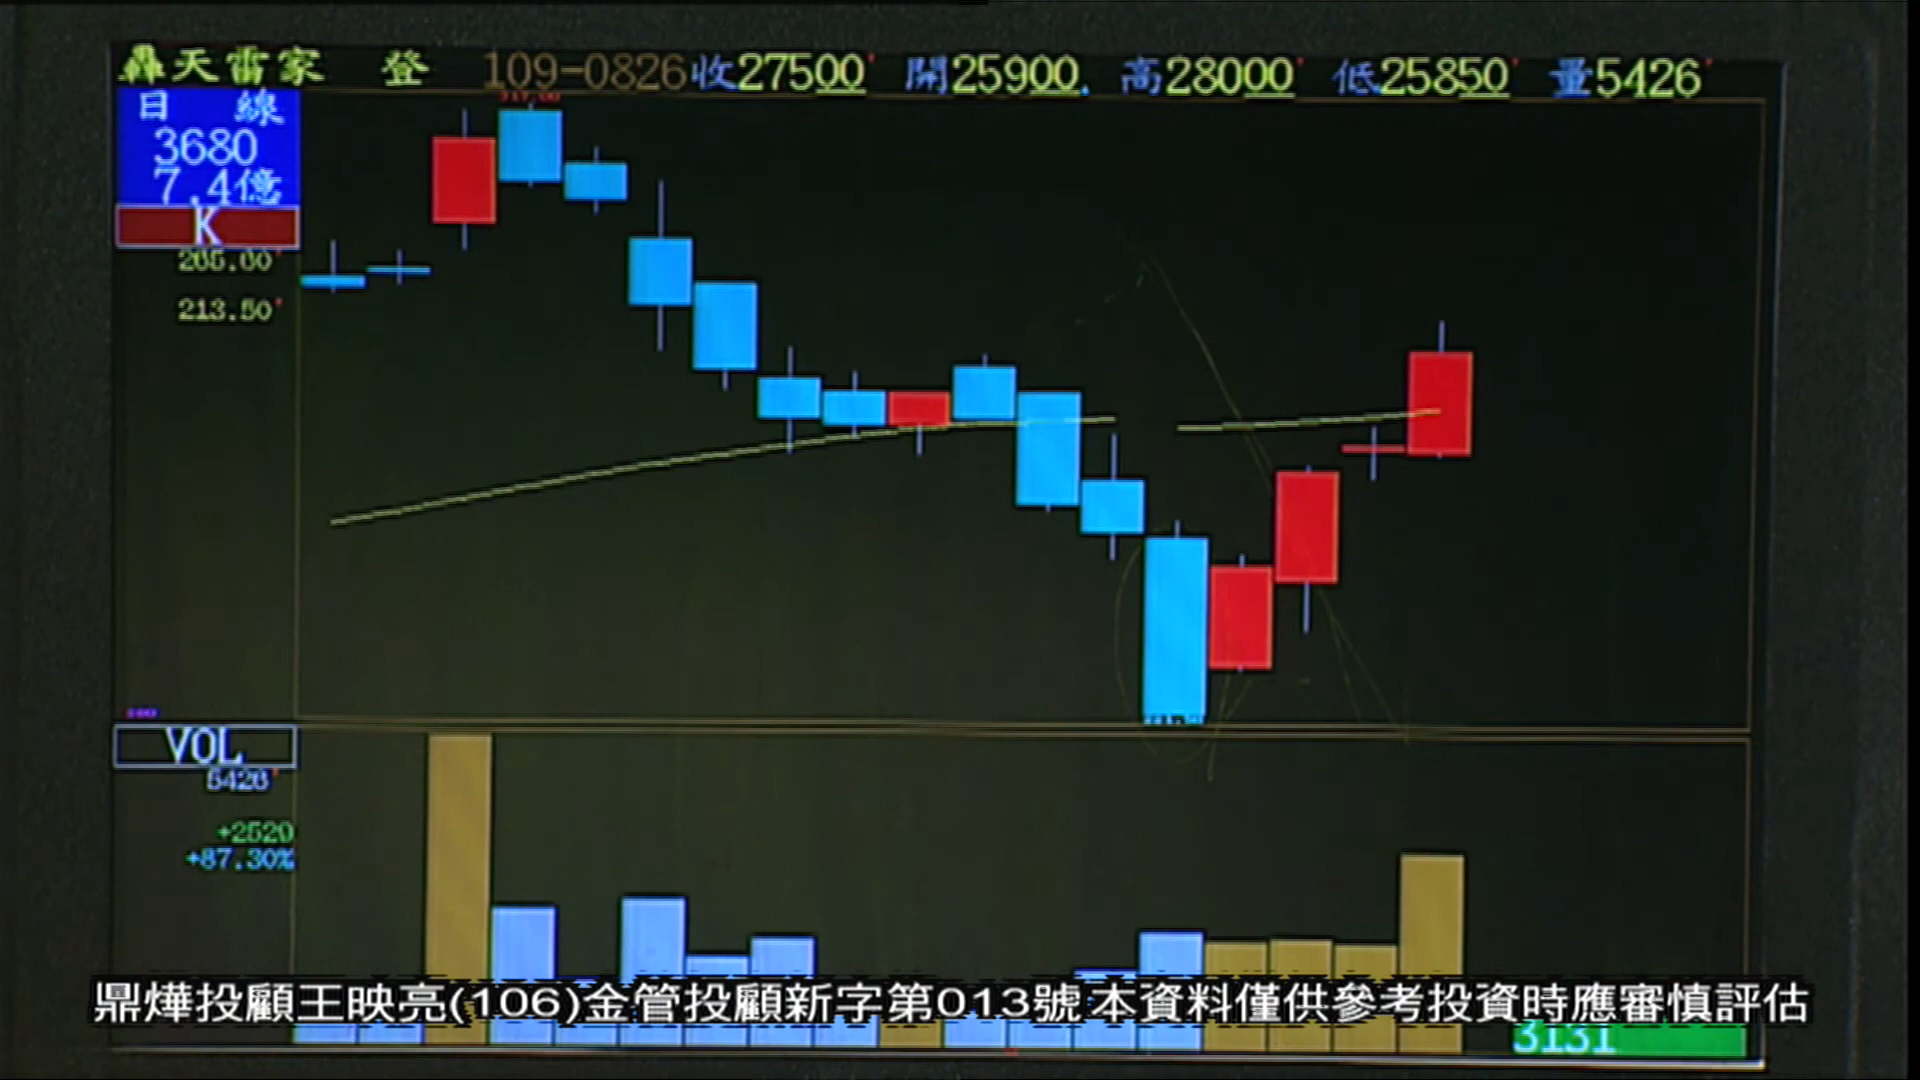 轟天雷家 登 109-0826 收27500 開25900 高28000 低25850 量5426
日 線
3680
7.4億
K
265.00
213.50
VOL
5426
+2520
+87.30%
鼎燁投顧王映亮(106)金管投顧新字第013號 本資料僅供參考投資時應審慎評估
3131